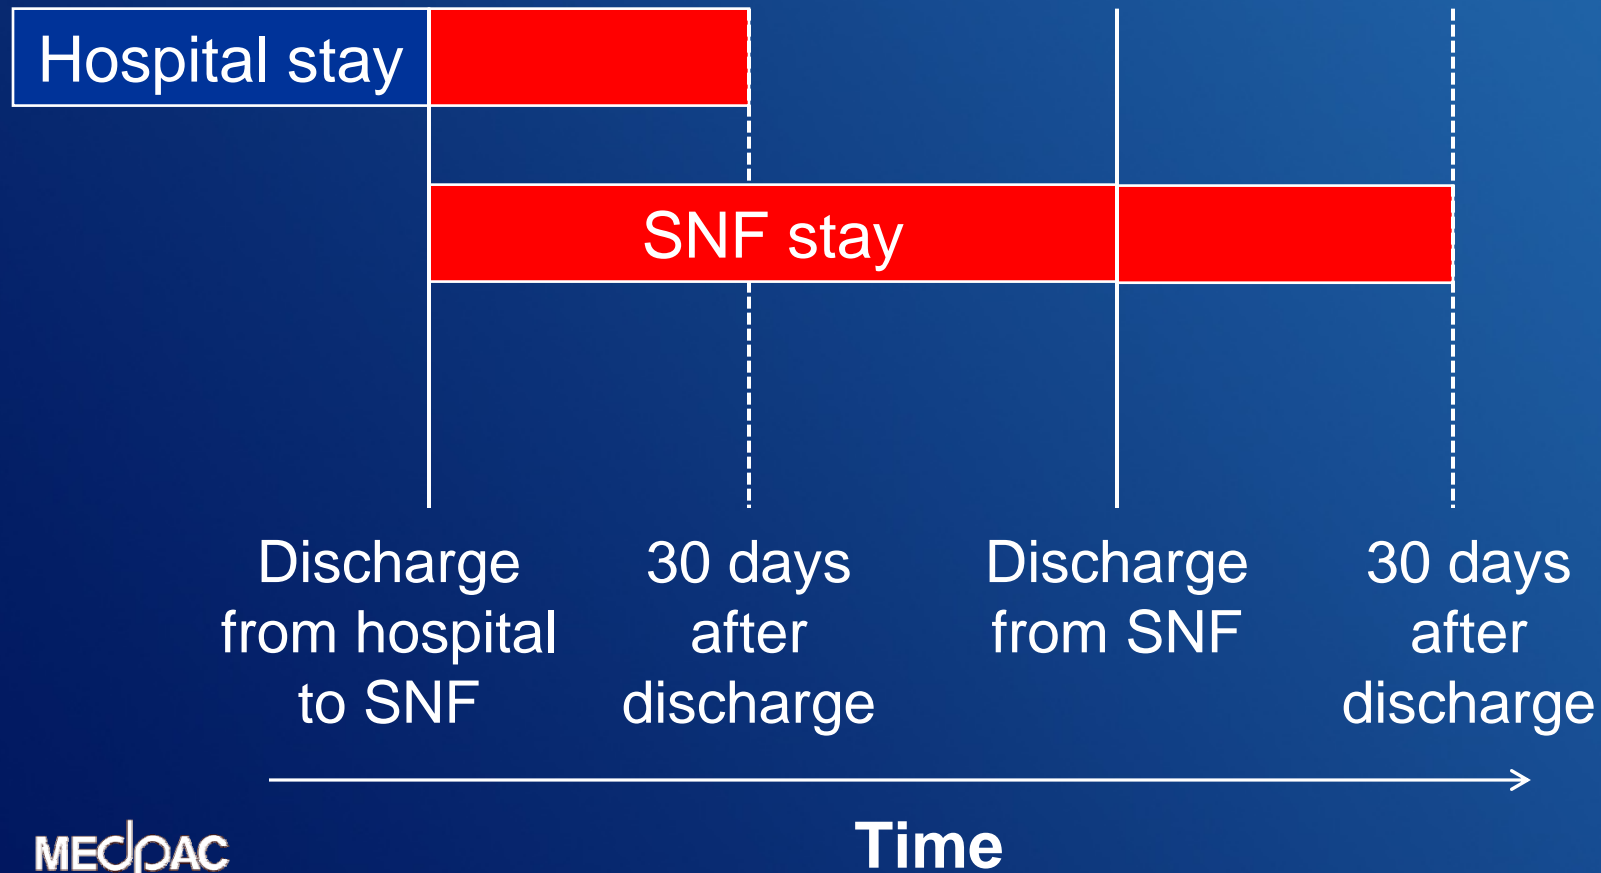 Hospital stay
SNF stay
Discharge
from hospital
to SNF
30 days
after
discharge
Discharge
from SNF
30 days
after
discharge
Time
MEDPAC